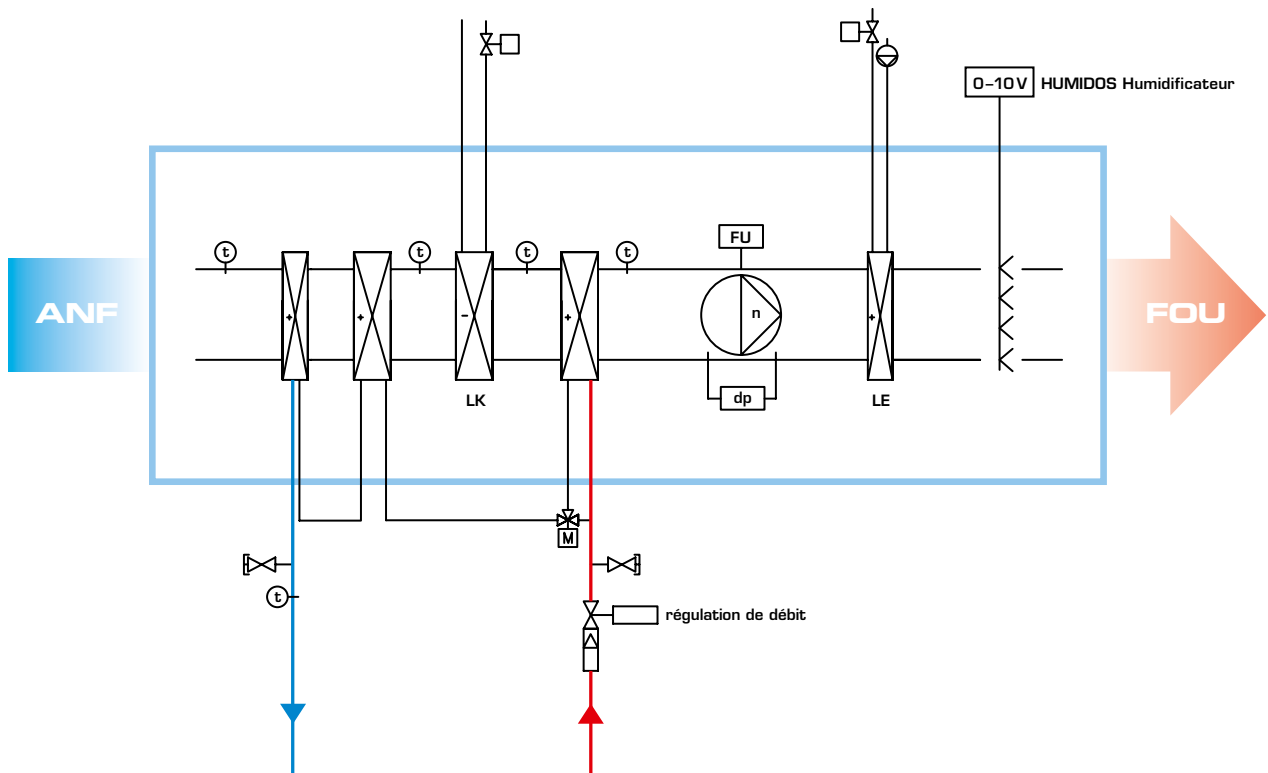 0–10V HUMIDOS Humidificateur
FU
t t t t
ANF
+ + - + n + FOU
LK dp LE
M
t
régulation de débit